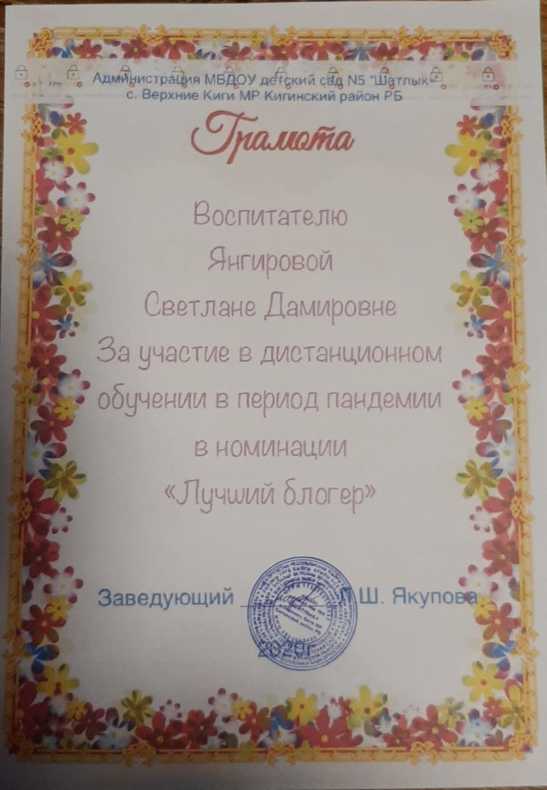 Администрация МБДОУ детский сад N5 "Шатлык"
с. Верхние Киги МР Кигинский район РБ
Грамота
Воспитателю
Янгировой
Светлане Дамировне
За участие в дистанционном
обучении в период пандемии
в номинации
«Лучший блогер»
Заведующий Ш. Якупова
2020г